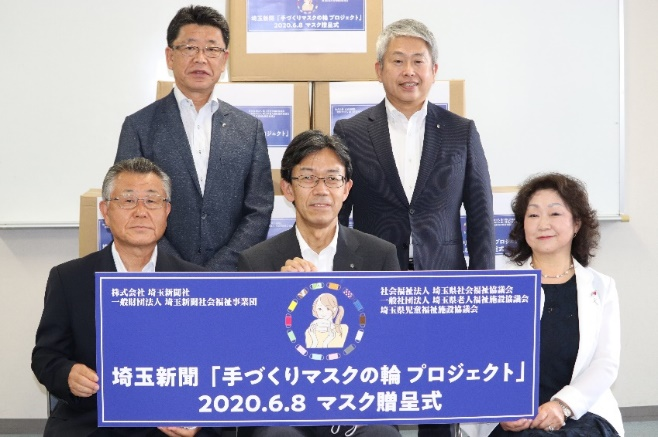 埼玉新聞「手づくりマスクの輪 プロジェクト」
2020.6.8 マスク贈呈式
プロジェクト」
株式会社 埼玉新聞社
一般財団法人 埼玉新聞社会福祉事業団
社会福祉法人 埼玉県社会福祉協議会
一般社団法人 埼玉県老人福祉施設協議会
埼玉県児童福祉施設協議会
埼玉新聞「手づくりマスクの輪 プロジェクト」
2020.6.8 マスク贈呈式